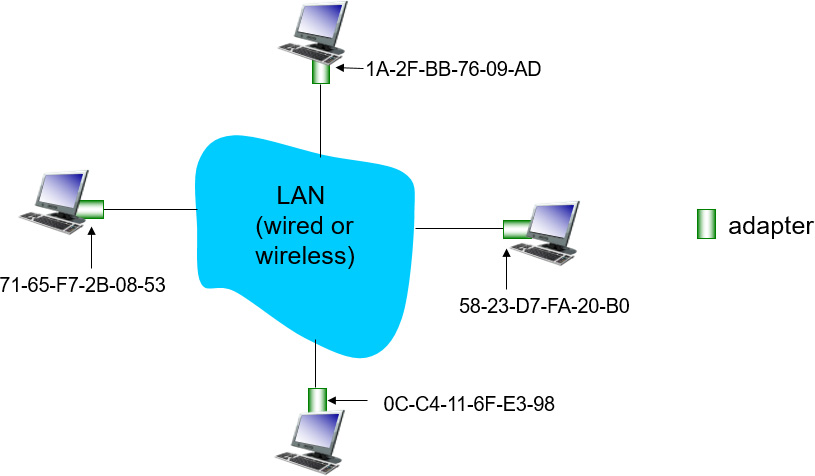 1A-2F-BB-76-09-AD
LAN
(wired or
wireless)
adapter
71-65-F7-2B-08-53
58-23-D7-FA-20-B0
0C-C4-11-6F-E3-98